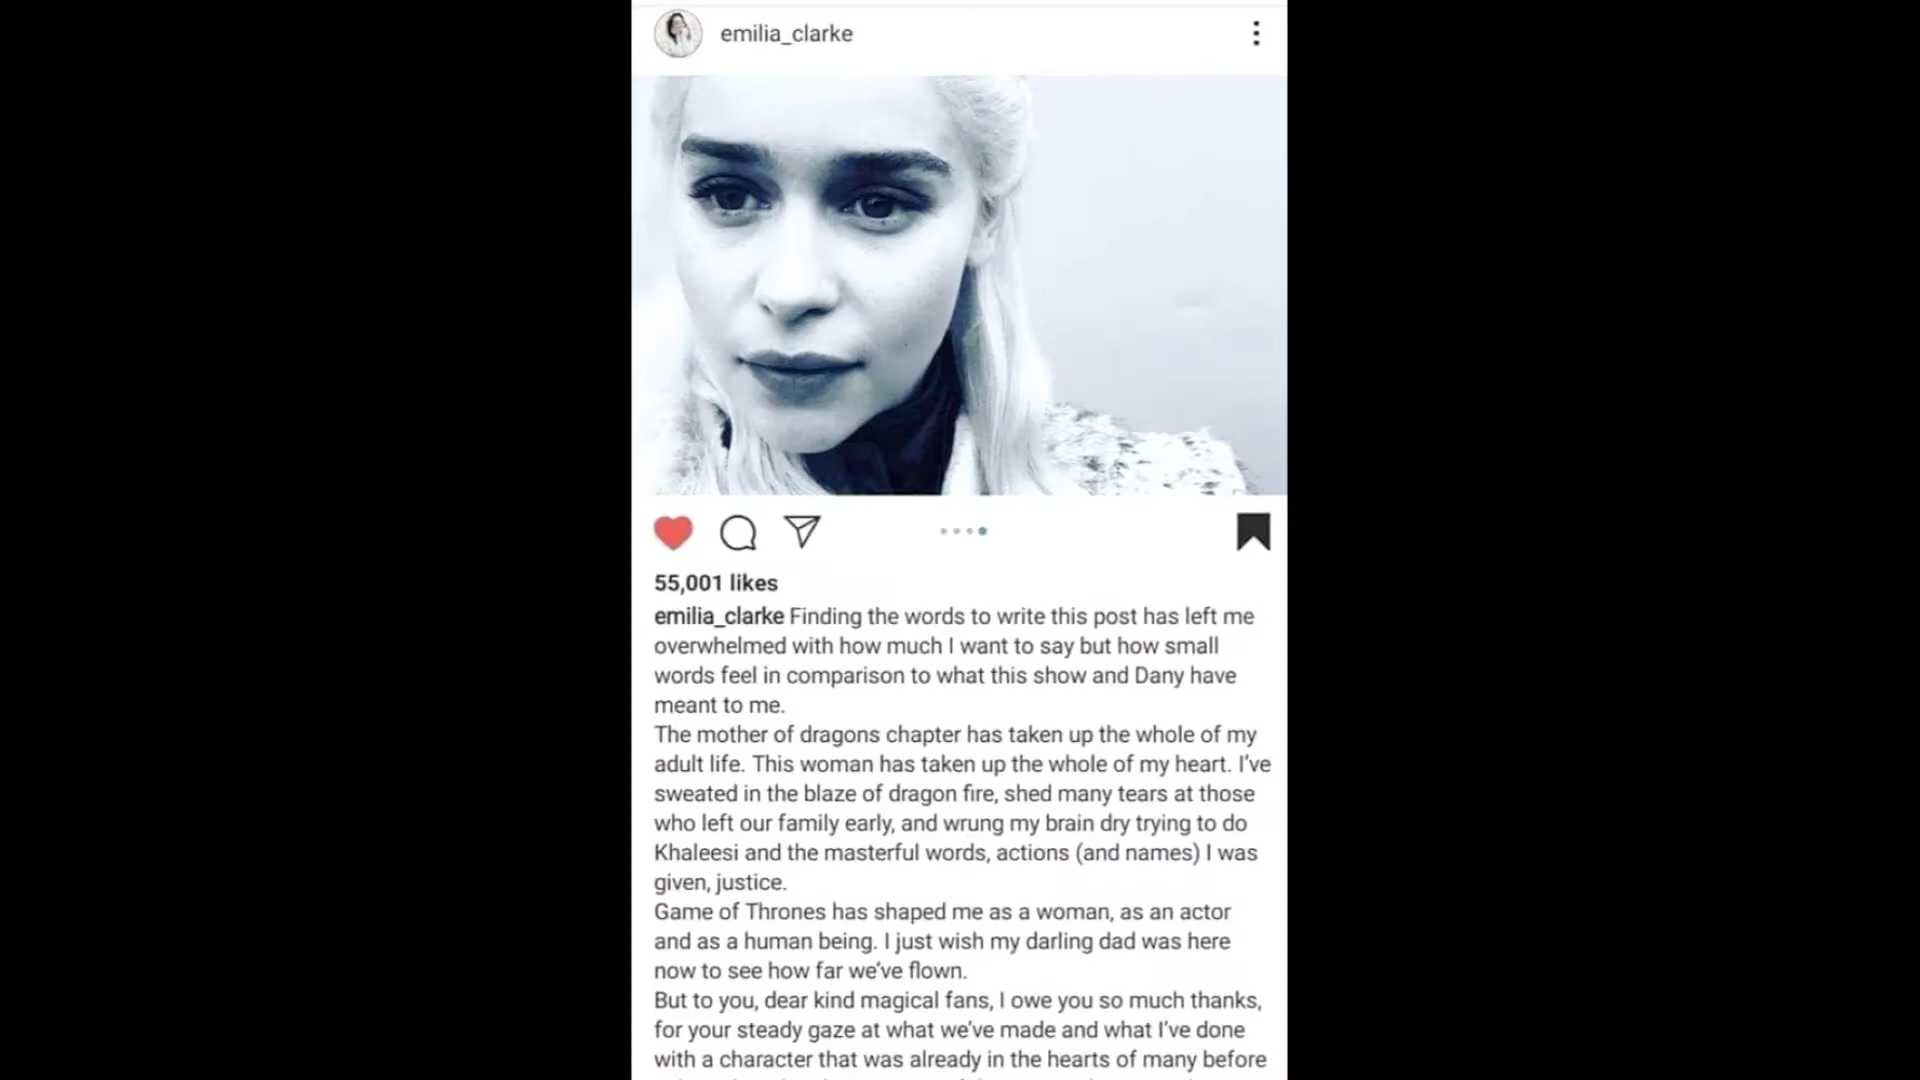 emilia_clarke
55,001 likes
emilia_clarke Finding the words to write this post has left me
overwhelmed with how much I want to say but how small
words feel in comparison to what this show and Dany have
meant to me.
The mother of dragons chapter has taken up the whole of my
adult life. This woman has taken up the whole of my heart. I’ve
sweated in the blaze of dragon fire, shed many tears at those
who left our family early, and wrung my brain dry trying to do
Khaleesi and the masterful words, actions (and names) I was
given, justice.
Game of Thrones has shaped me as a woman, as an actor
and as a human being. I just wish my darling dad was here
now to see how far we’ve flown.
But to you, dear kind magical fans, I owe you so much thanks,
for your steady gaze at what we’ve made and what I’ve done
with a character that was already in the hearts of many before